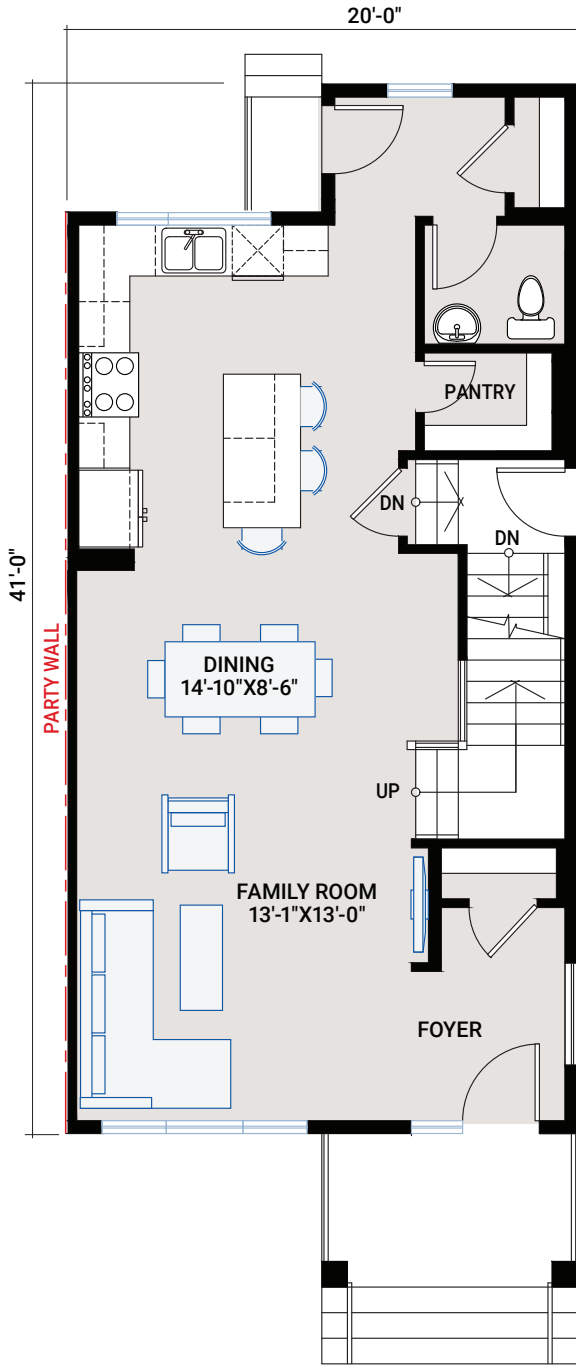 20'-0"
PANTRY
DN
DN
41'-0"
PARTY WALL
DINING
14'-10"X8'-6"
UP
FAMILY ROOM
13'-1"X13'-0"
FOYER